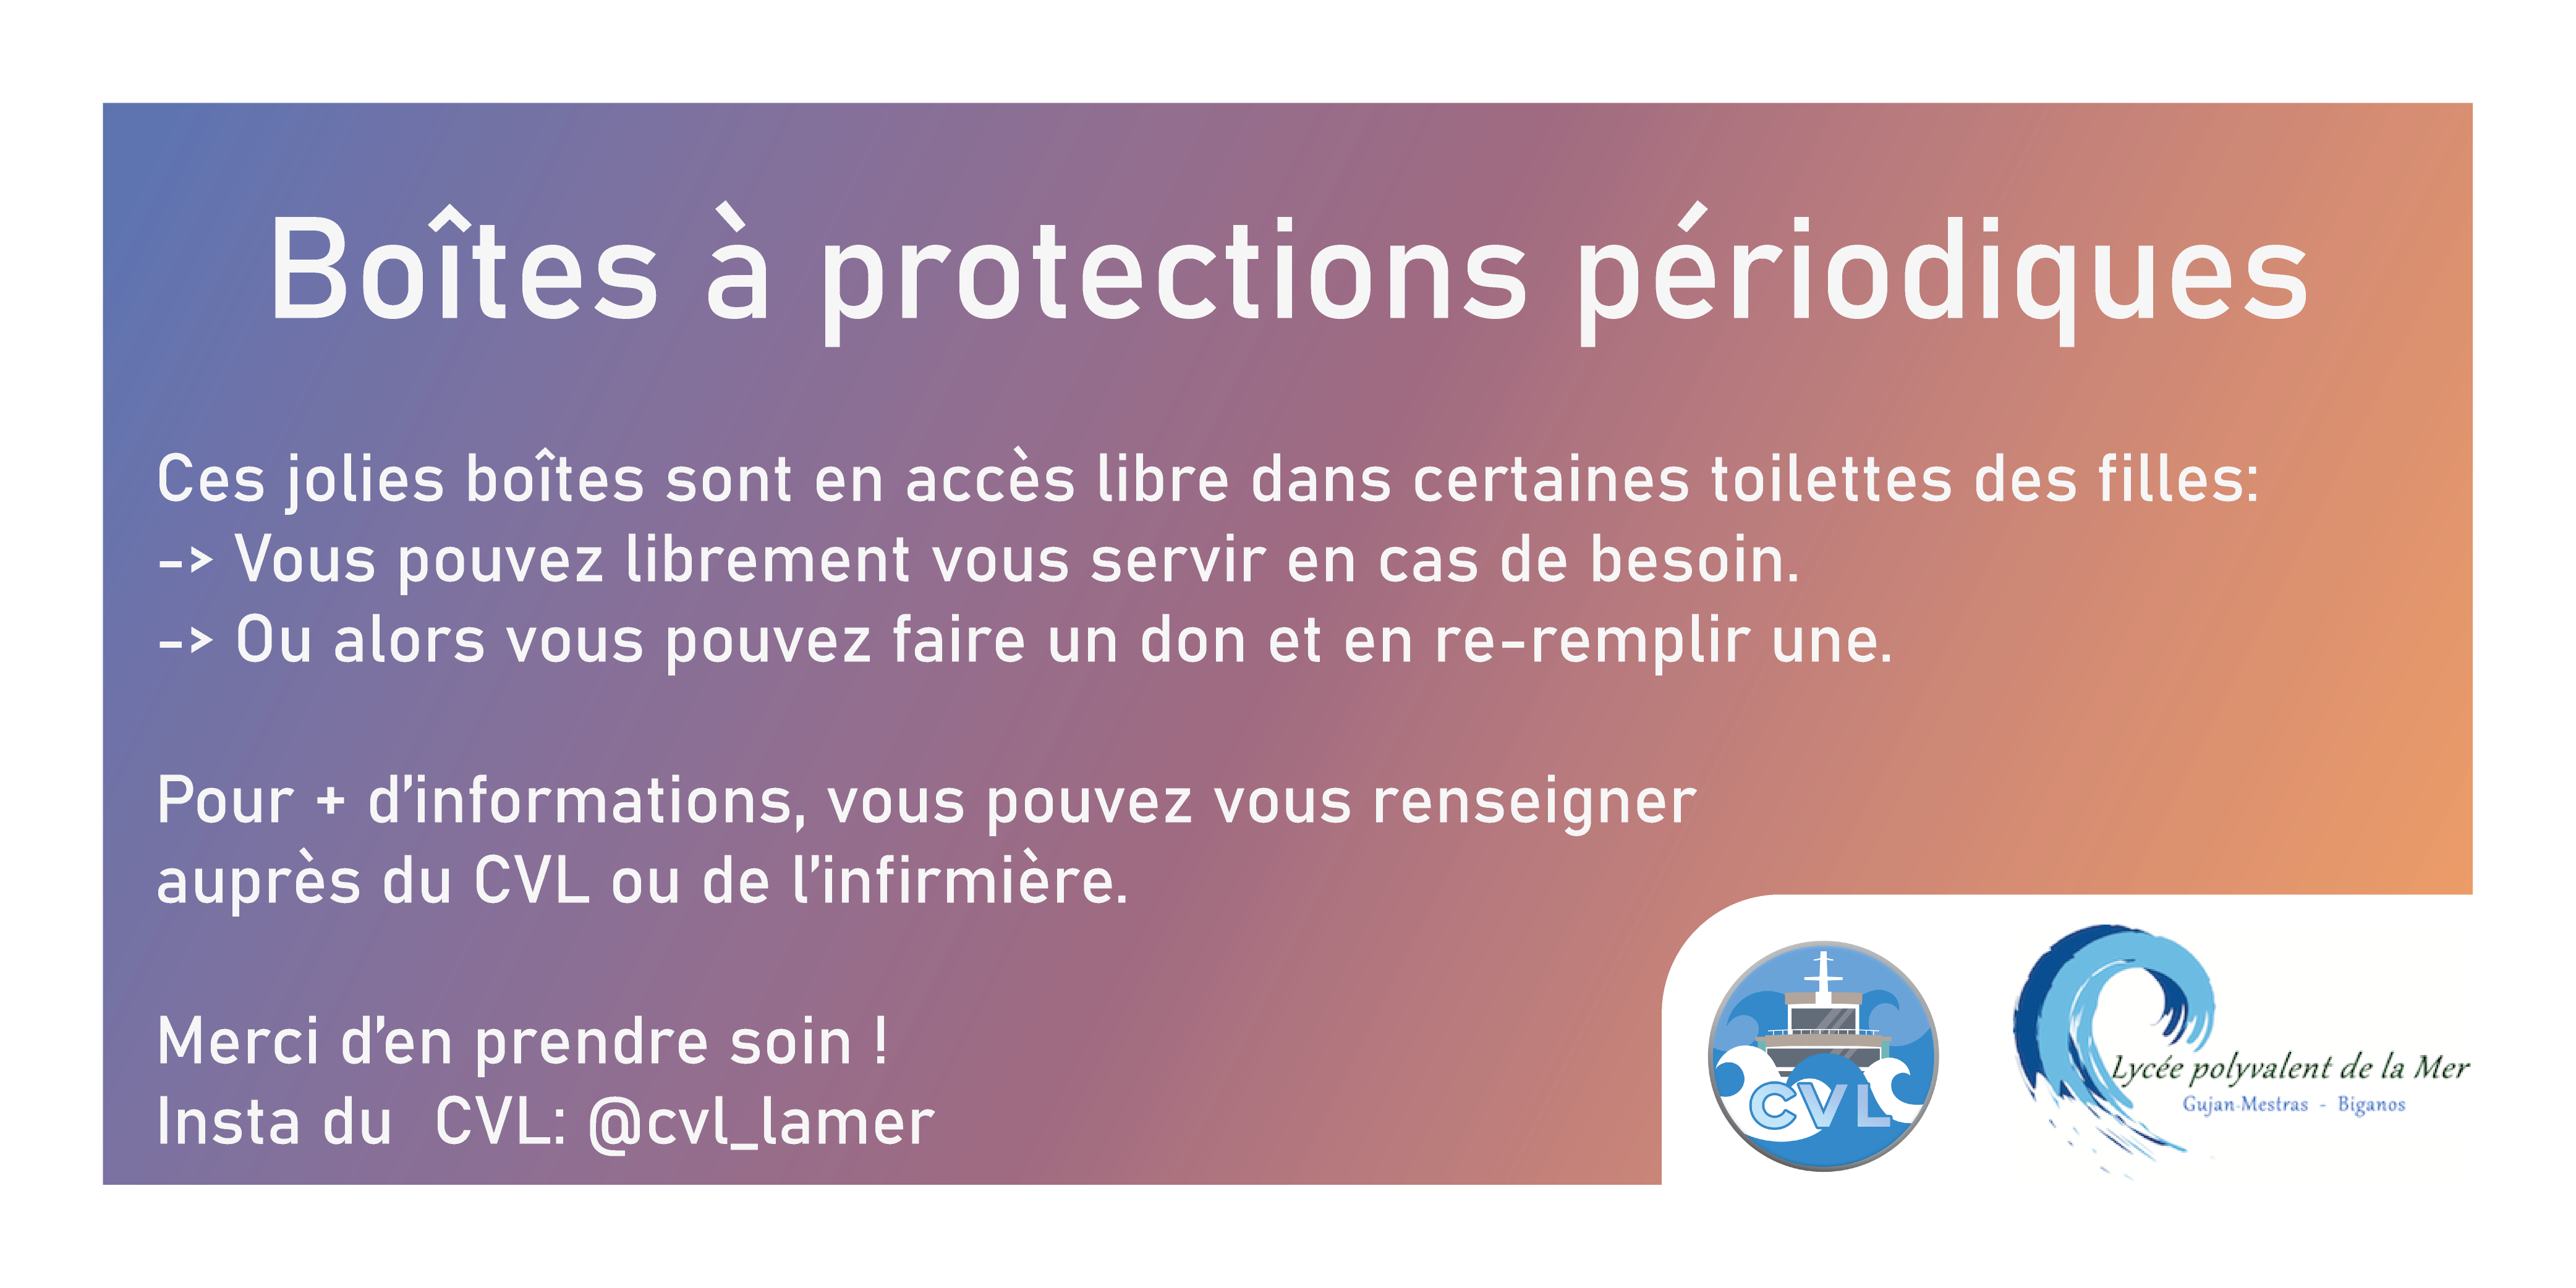 Boîtes à protections périodiques
Ces jolies boîtes sont en accès libre dans certaines toilettes des filles:
-> Vous pouvez librement vous servir en cas de besoin.
-> Ou alors vous pouvez faire un don et en re-remplir une.
Pour + d’informations, vous pouvez vous renseigner
auprès du CVL ou de l’infirmière.
Merci d’en prendre soin !
Insta du  CVL: @cvl_lamer
CVL
Lycée polyvalent de la Mer
Gujan-Mestras - Biganos